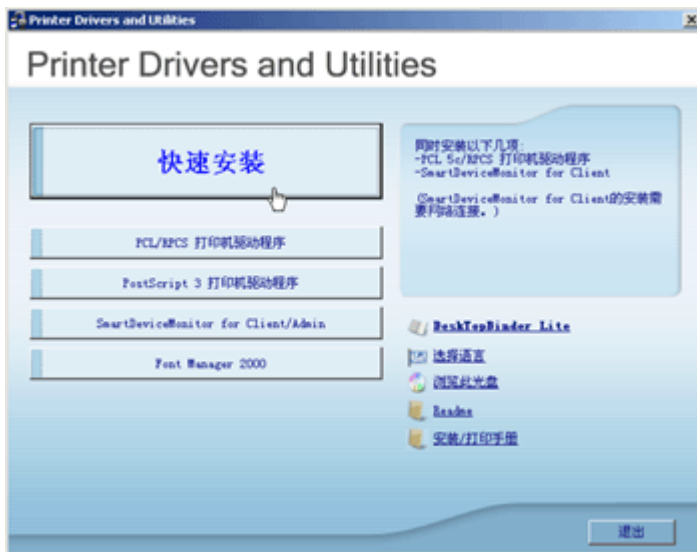 Printer Drivers and Utilities
Printer Drivers and Utilities
快速安装
PCL/RPCS 打印机驱动程序
PostScript 3 打印机驱动程序
SmartDeviceMonitor for Client/Admin
Font Manager 2000
同时安装以下几项:
-PCL 5c/RPCS 打印机驱动程序
-SmartDeviceMonitor for Client
(SmartDeviceMonitor for Client的安装需
要网络连接。)
DeskTopBinder Lite
选择语言
浏览此光盘
Readme
安装/打印手册
退出